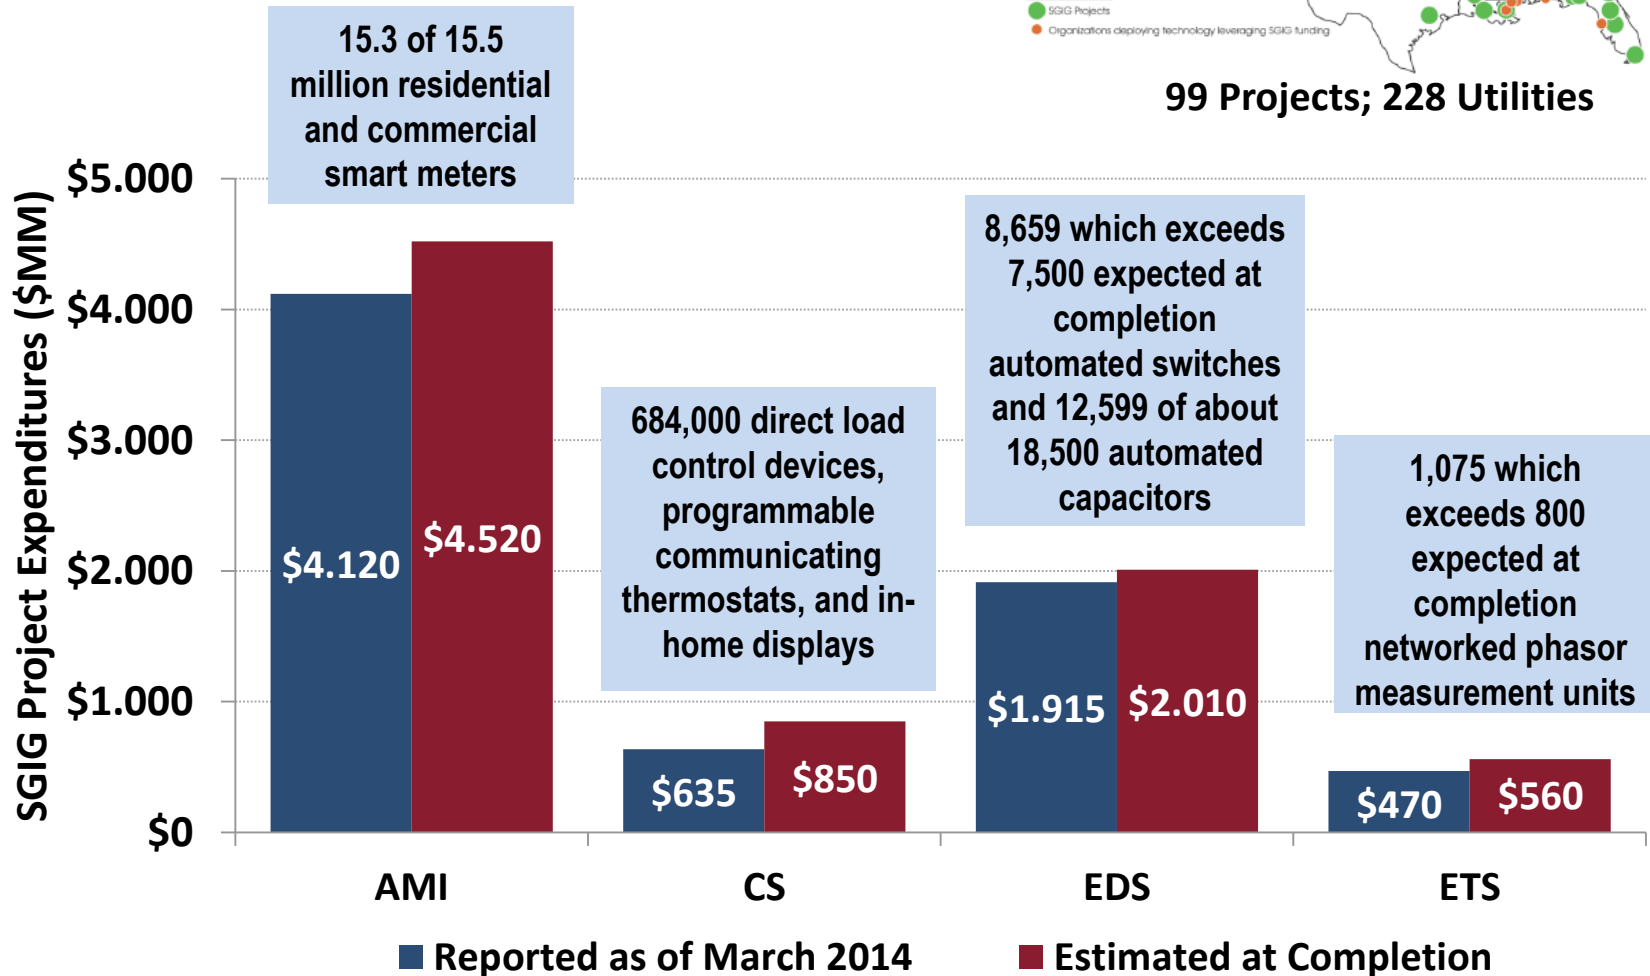 SGIG Projects
Organizations deploying technology leveraging SGIG funding
99 Projects; 228 Utilities
15.3 of 15.5
million residential
and commercial
smart meters
684,000 direct load
control devices,
programmable
communicating
thermostats, and in-
home displays
8,659 which exceeds
7,500 expected at
completion
automated switches
and 12,599 of about
18,500 automated
capacitors
1,075 which
exceeds 800
expected at
completion
networked phasor
measurement units
SGIG Project Expenditures ($MM)
$5.000
$4.000
$3.000
$2.000
$1.000
$0
$4.120
$4.520
$635
$850
$1.915
$2.010
$470
$560
AMI
CS
EDS
ETS
Reported as of March 2014
Estimated at Completion